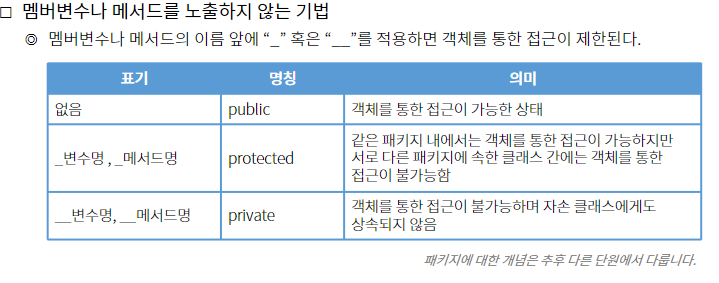 □ 멤버변수나 메서드를 노출하지 않는 기법
◎ 멤버변수나 메서드의 이름 앞에 “_” 혹은 “__”를 적용하면 객체를 통한 접근이 제한된다.
표기 명칭 의미
없음 public 객체를 통한 접근이 가능한 상태
_변수명 , _메서드명 protected 같은 패키지 내에서는 객체를 통한 접근이 가능하지만
서로 다른 패키지에 속한 클래스 간에는 객체를 통한
접근이 불가능함
__변수명, __메서드명 private 객체를 통한 접근이 불가능하며 자손 클래스에게도
상속되지 않음
패키지에 대한 개념은 추후 다른 단원에서 다룹니다.